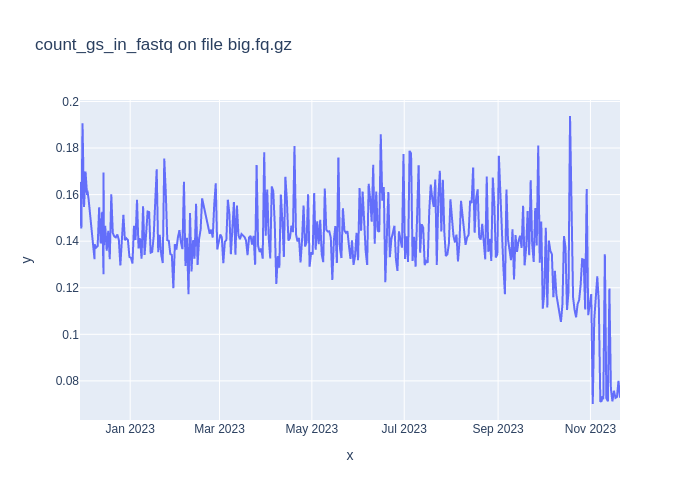 count_gs_in_fastq on file big.fq.gz
0.2
0.18
0.16
0.14
0.12
0.1
0.08
y
Jan 2023
Mar 2023
May 2023
Jul 2023
Sep 2023
Nov 2023
x